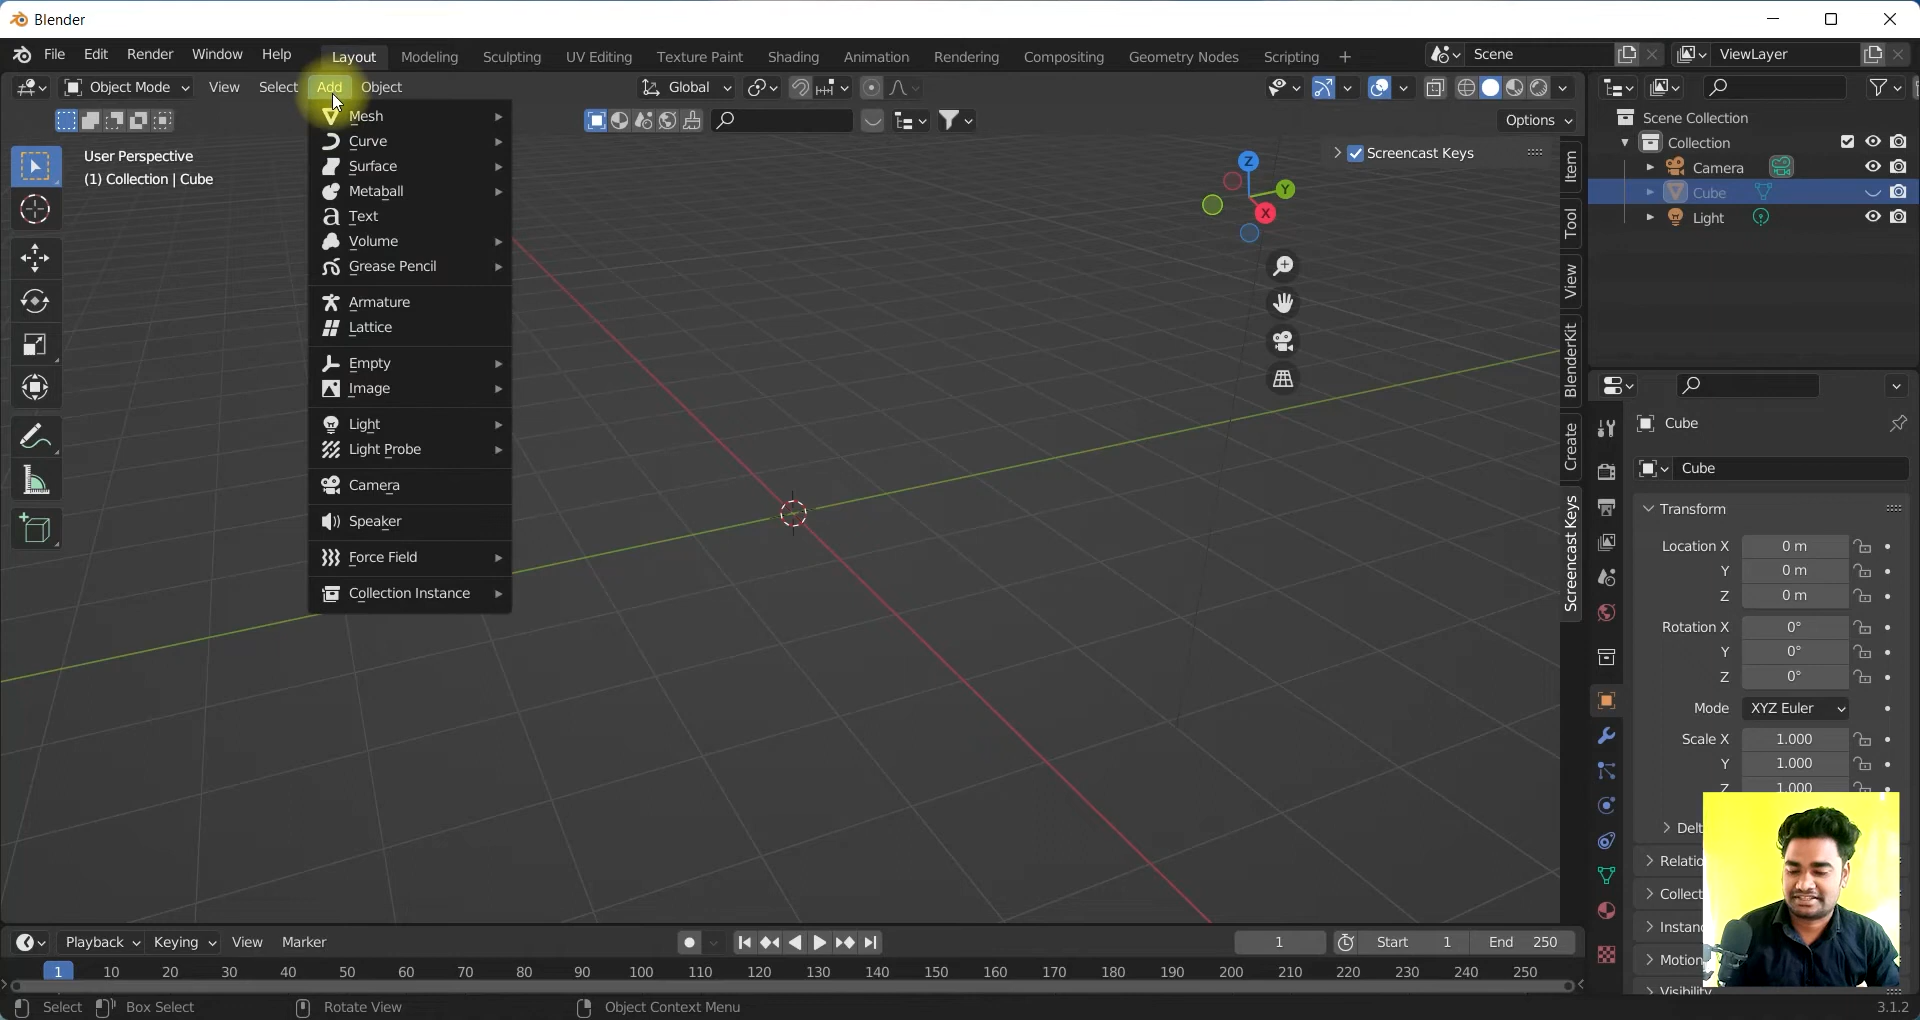 Blender
File Edit Render Window Help Layout Modeling Sculpting UV Editing Texture Paint Shading Animation Rendering Compositing Geometry Nodes Scripting + Scene ViewLayer
Object Mode View Select Add Object Global
Options
User Perspective
(1) Collection | Cube
Mesh
Curve
Surface
Metaball
Text
Volume
Grease Pencil
Armature
Lattice
Empty
Image
Light
Light Probe
Camera
Speaker
Force Field
Collection Instance
Z
Y
X
Screencast Keys
Item
Tool
View
BlenderKit
Create
Screencast Keys
Scene Collection
Collection
Camera
Cube
Light
Cube
Cube
Transform
Location X 0 m
Y 0 m
Z 0 m
Rotation X 0°
Y 0°
Z 0°
Mode XYZ Euler
Scale X 1.000
Y 1.000
Z 1.000
Delt
Relatio
Collect
Instanc
Motion
Visibility
Playback Keying View Marker 1 Start 1 End 250
1 10 20 30 40 50 60 70 80 90 100 110 120 130 140 150 160 170 180 190 200 210 220 230 240 250
Select Box Select Rotate View Object Context Menu 3.1.2